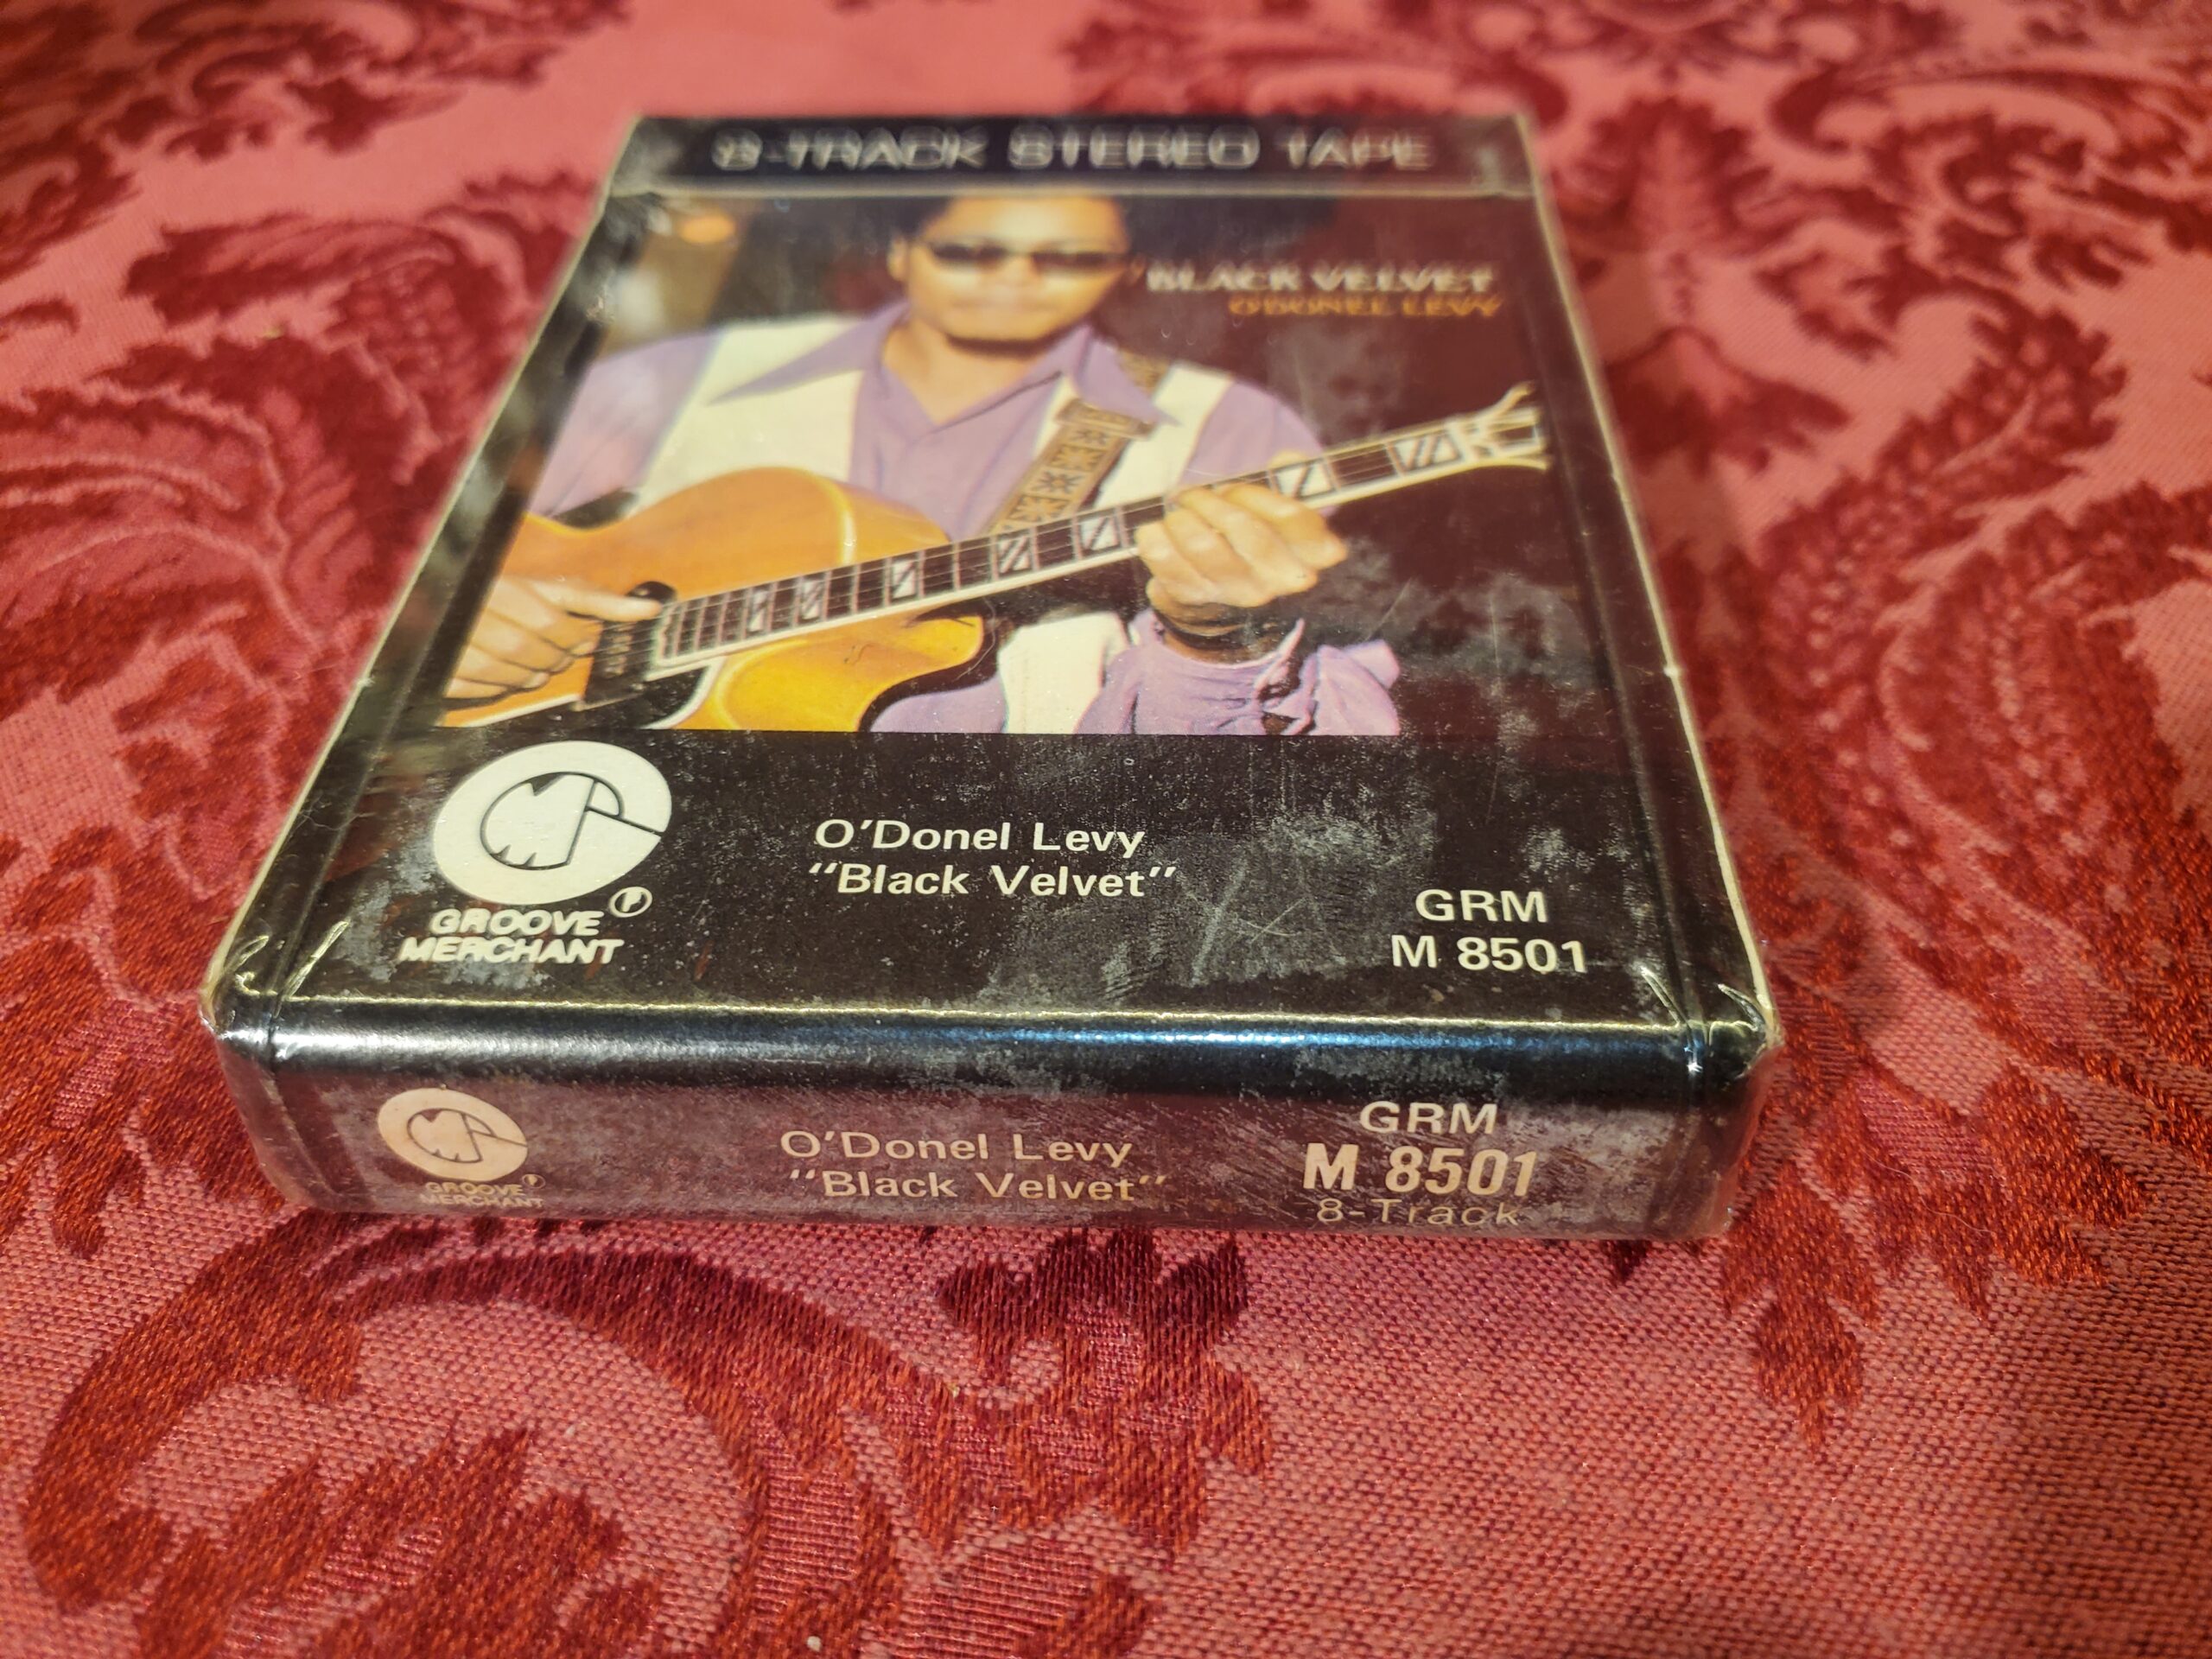 8-TRACK STEREO TAPE
"BLACK VELVET"
O'DONEL LEVY
GROOVE
MERCHANT
O'Donel Levy
"Black Velvet"
GRM
M 8501
GROOVE
MERCHANT
O'Donel Levy
"Black Velvet"
GRM
M 8501
8-Track